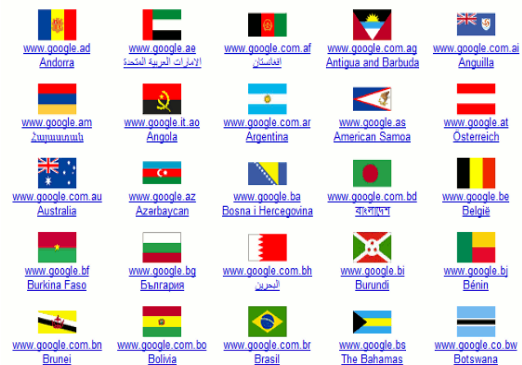 www.google.ad www.google.ae www.google.com.af www.google.com.ag www.google.com.ai
Andorra الامارات العربية المتحدة افغانستان Antigua and Barbuda Anguilla
www.google.am www.google.it.ao www.google.com.ar www.google.as www.google.at
Հայաստան Angola Argentina American Samoa Österreich
www.google.com.au www.google.az www.google.ba www.google.com.bd www.google.be
Australia Azərbaycan Bosna i Hercegovina বাংলাদেশ België
www.google.bf www.google.bg www.google.com.bh www.google.bi www.google.bj
Burkina Faso България البحرين Burundi Bénin
www.google.com.bn www.google.com.bo www.google.com.br www.google.bs www.google.co.bw
Brunei Bolivia Brasil The Bahamas Botswana